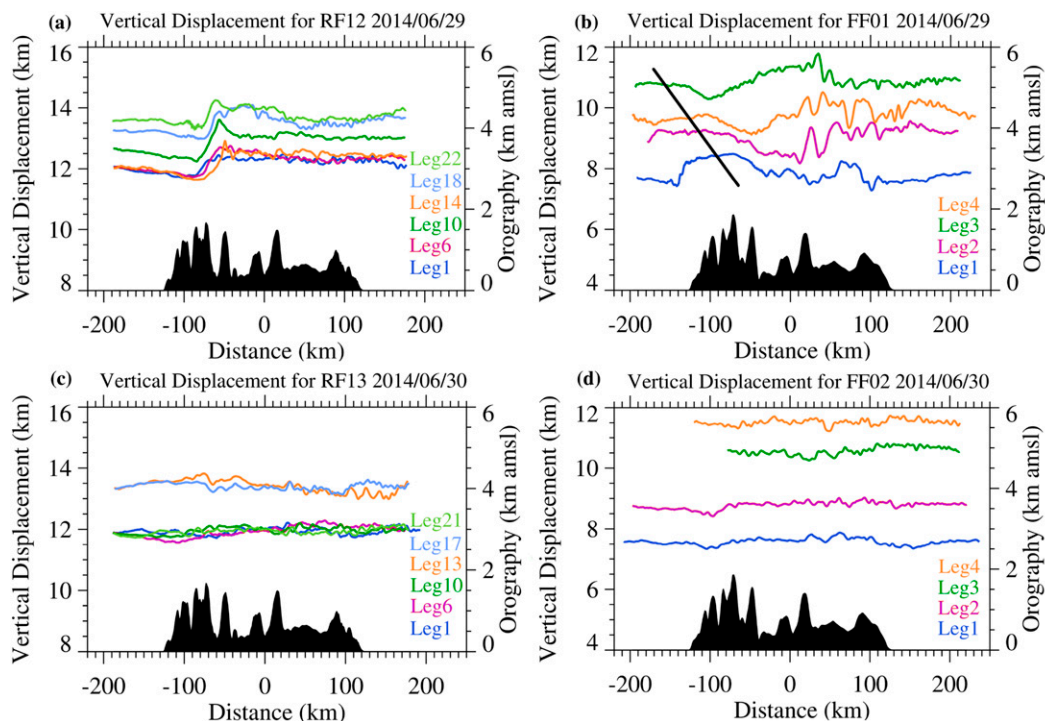 (a) Vertical Displacement for RF12 2014/06/29
Vertical Displacement (km)
16
14
12
10
8
6
4
2
0
Orography (km amsl)
Leg22
Leg18
Leg14
Leg10
Leg6
Leg1
-200 -100 0 100 200
Distance (km)
(b) Vertical Displacement for FF01 2014/06/29
Vertical Displacement (km)
12
10
8
6
4
6
4
2
0
Orography (km amsl)
Leg4
Leg3
Leg2
Leg1
-200 -100 0 100 200
Distance (km)
(c) Vertical Displacement for RF13 2014/06/30
Vertical Displacement (km)
16
14
12
10
8
6
4
2
0
Orography (km amsl)
Leg21
Leg17
Leg13
Leg10
Leg6
Leg1
-200 -100 0 100 200
Distance (km)
(d) Vertical Displacement for FF02 2014/06/30
Vertical Displacement (km)
12
10
8
6
4
6
4
2
0
Orography (km amsl)
Leg4
Leg3
Leg2
Leg1
-200 -100 0 100 200
Distance (km)